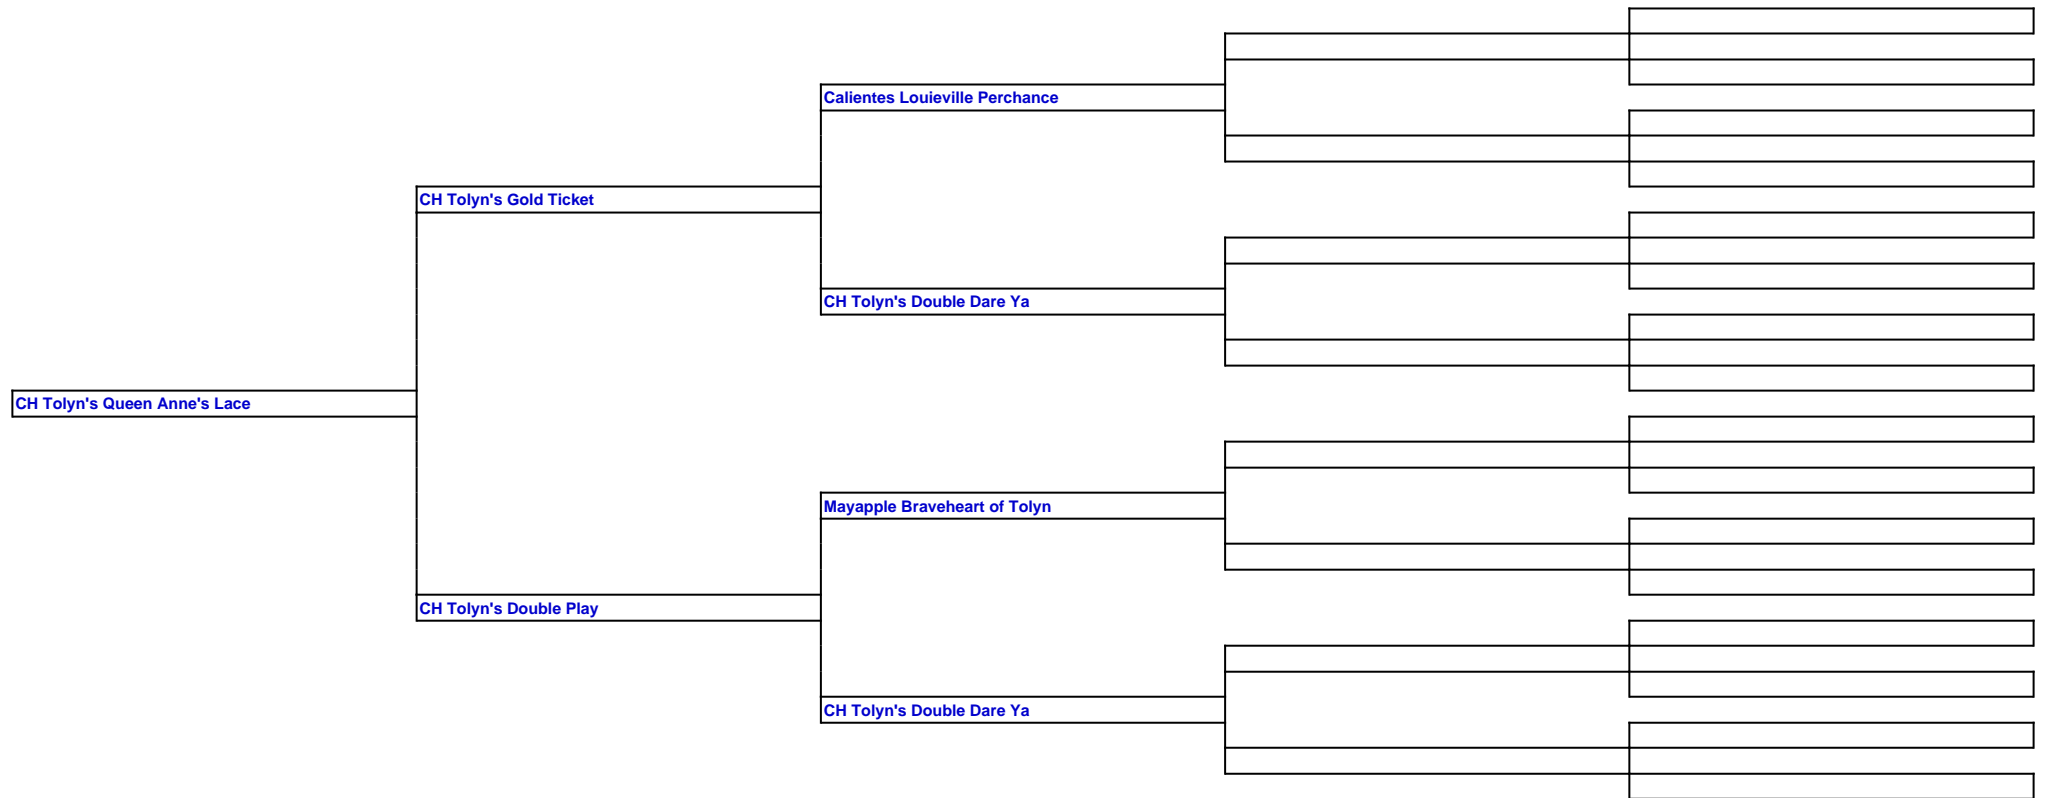 Calientes Louieville Perchance
CH Tolyn's Gold Ticket
CH Tolyn's Double Dare Ya
CH Tolyn's Queen Anne's Lace
Mayapple Braveheart of Tolyn
CH Tolyn's Double Play
CH Tolyn's Double Dare Ya